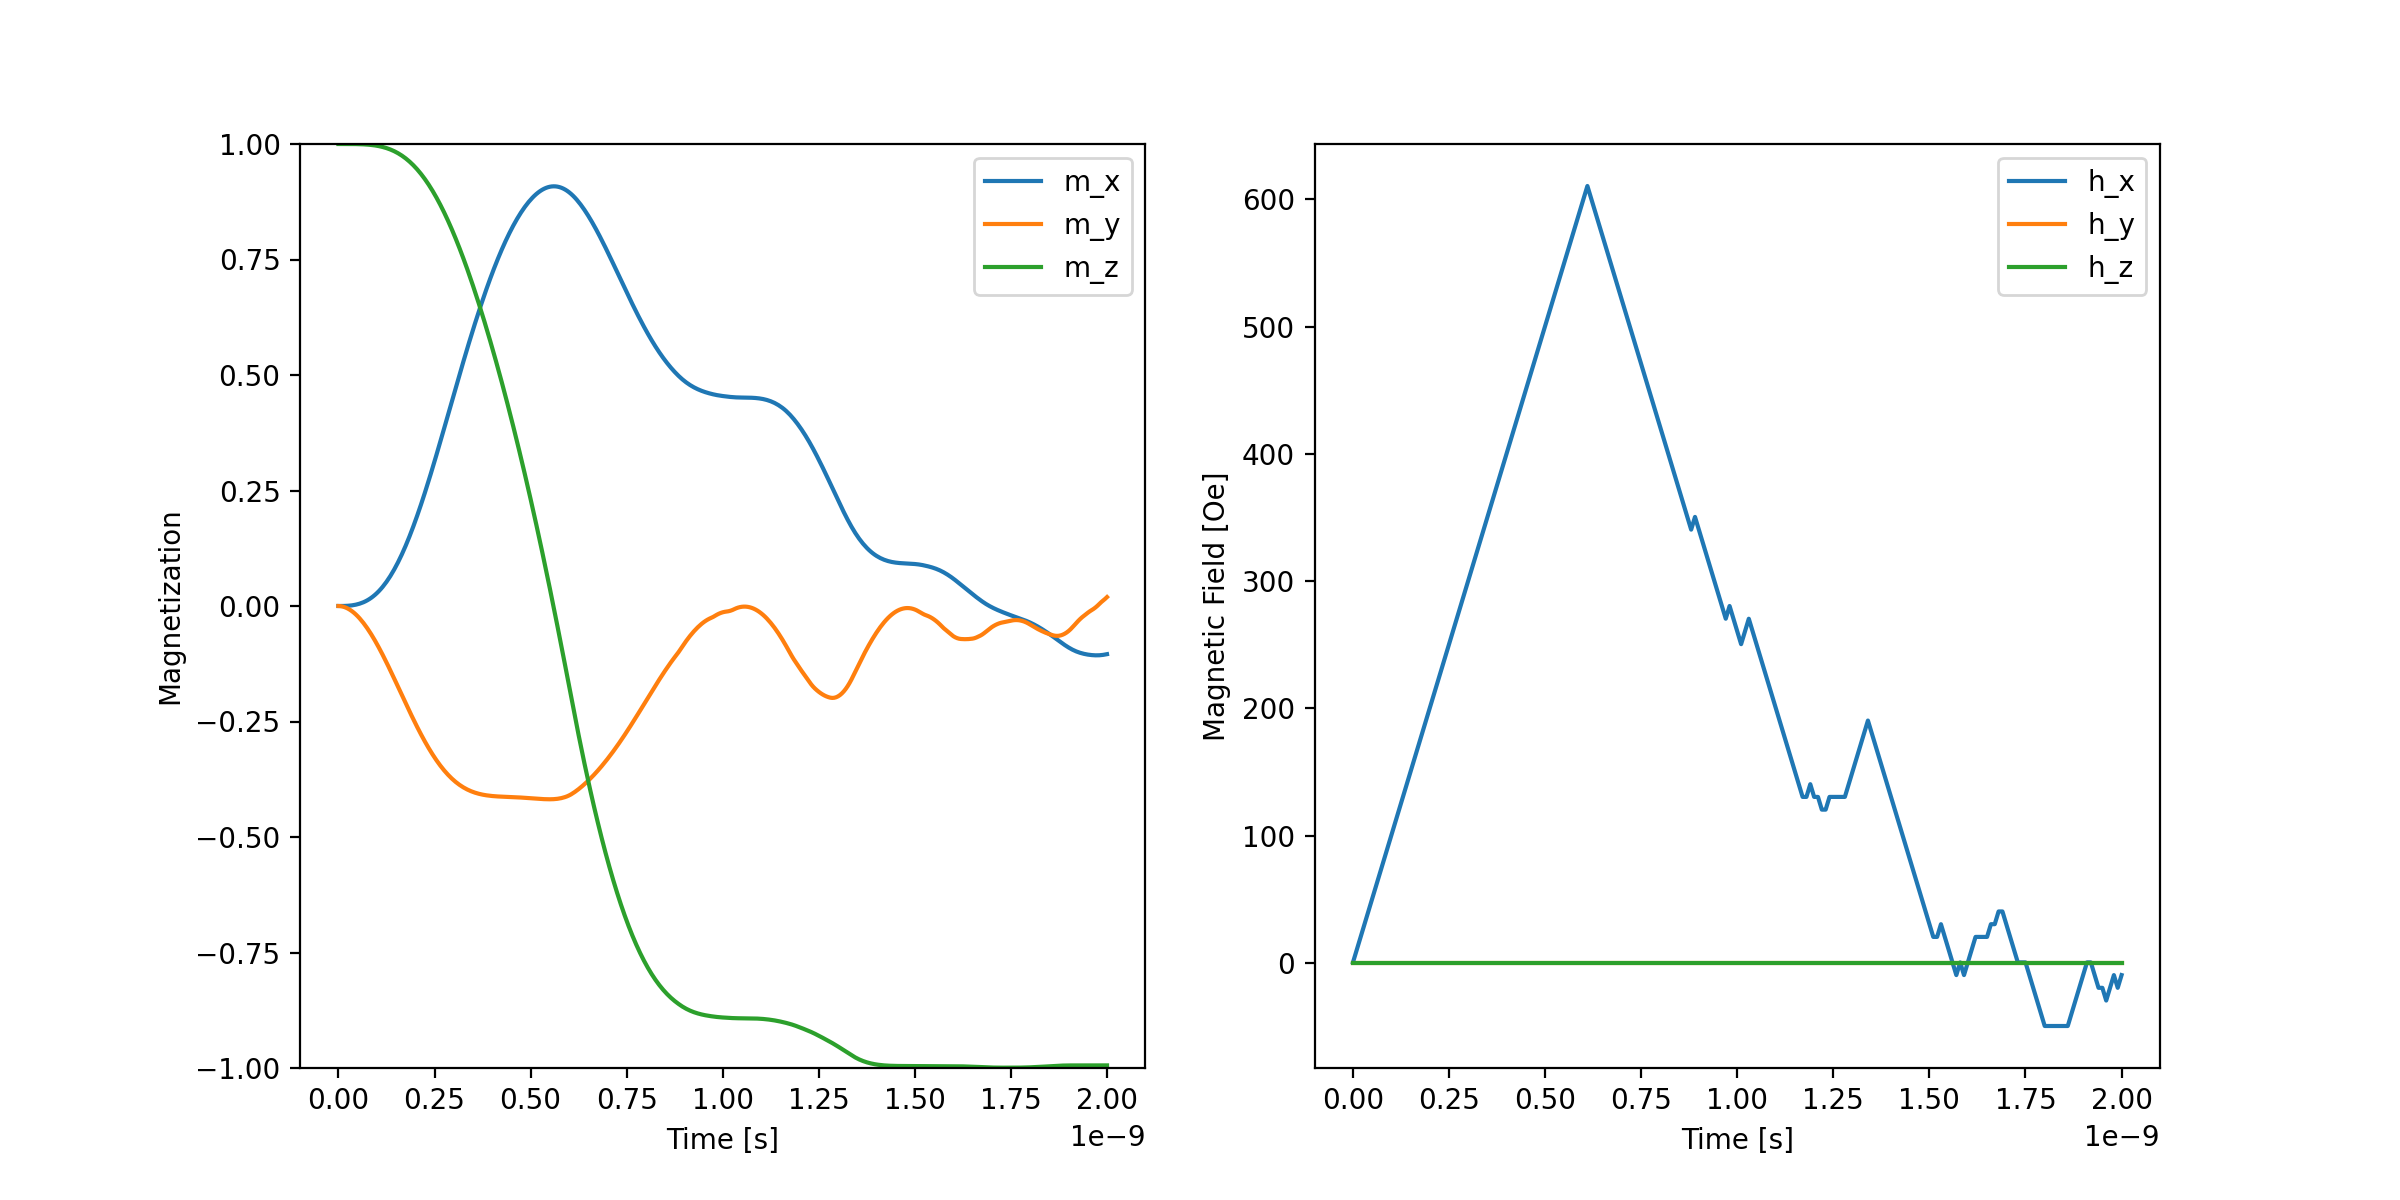 1.00
0.75
0.50
0.25
0.00
−0.25
−0.50
−0.75
−1.00
Magnetization
0.00 0.25 0.50 0.75 1.00 1.25 1.50 1.75 2.00
1e−9
Time [s]
m_x
m_y
m_z
600
500
400
300
200
100
0
Magnetic Field [Oe]
0.00 0.25 0.50 0.75 1.00 1.25 1.50 1.75 2.00
1e−9
Time [s]
h_x
h_y
h_z